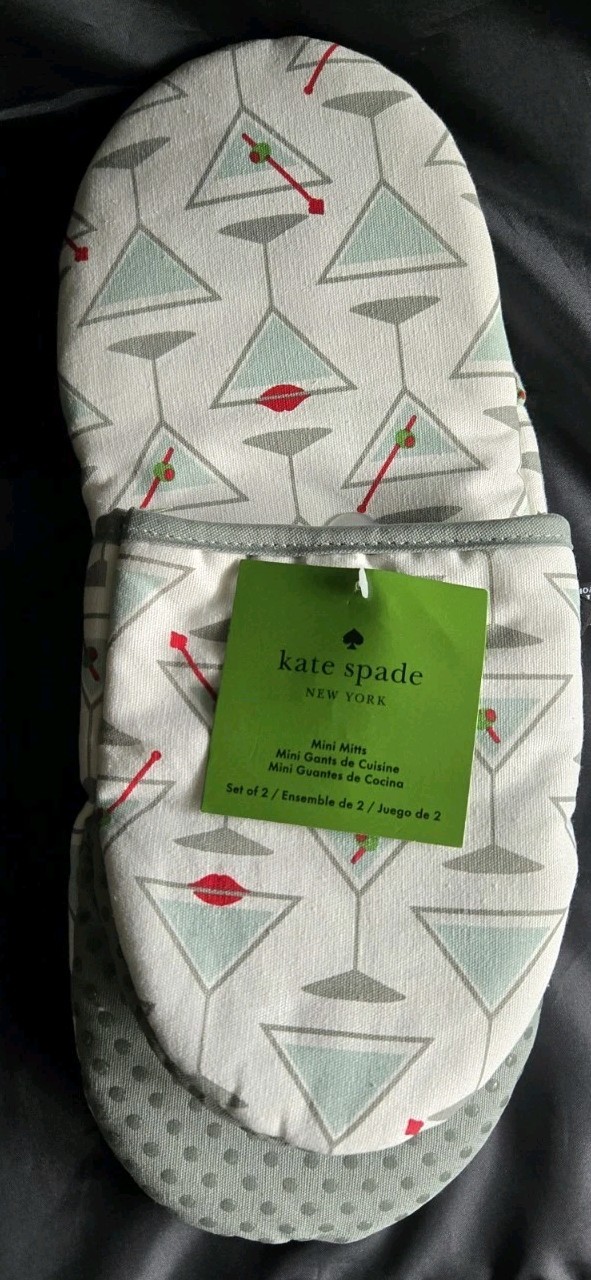 kate spade
NEW YORK
Mini Mitts
Mini Gants de Cuisine
Mini Guantes de Cocina
Set of 2 / Ensemble de 2 / Juego de 2